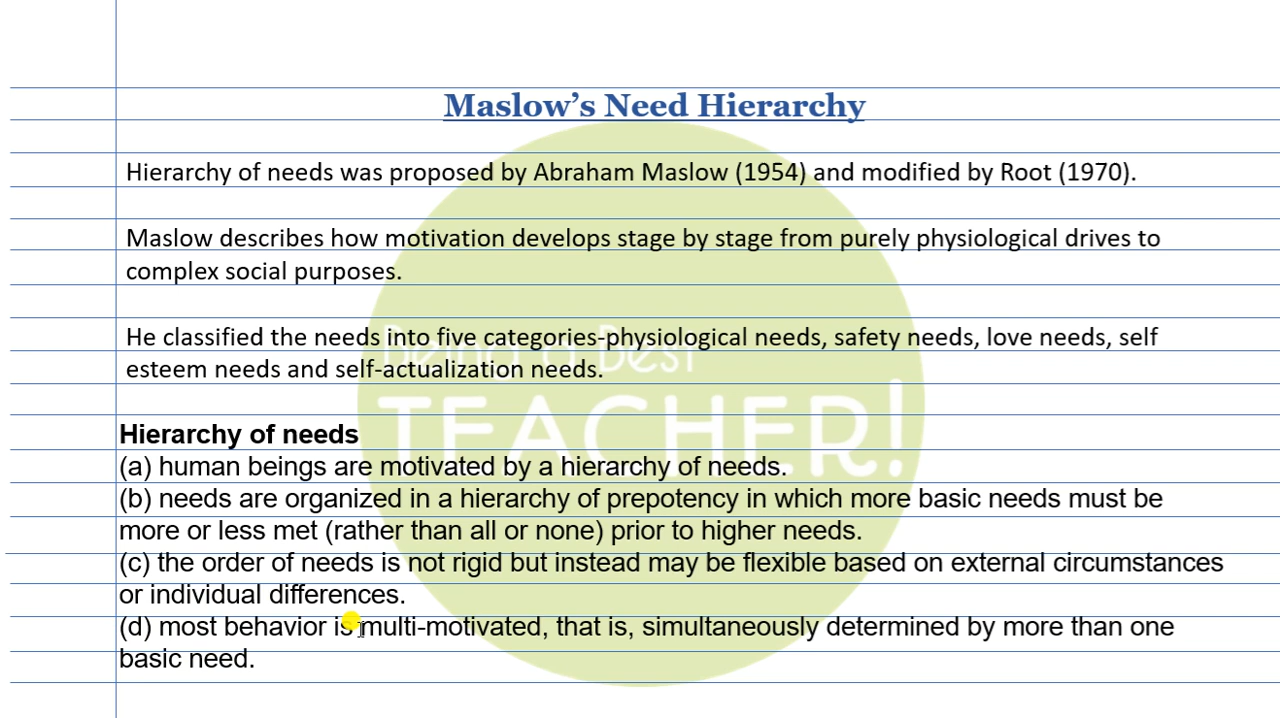 Maslow’s Need Hierarchy
Hierarchy of needs was proposed by Abraham Maslow (1954) and modified by Root (1970).
Maslow describes how motivation develops stage by stage from purely physiological drives to
complex social purposes.
He classified the needs into five categories-physiological needs, safety needs, love needs, self
esteem needs and self-actualization needs.
Being a Best
TEACHER!
Hierarchy of needs
(a) human beings are motivated by a hierarchy of needs.
(b) needs are organized in a hierarchy of prepotency in which more basic needs must be
more or less met (rather than all or none) prior to higher needs.
(c) the order of needs is not rigid but instead may be flexible based on external circumstances
or individual differences.
(d) most behavior is multi-motivated, that is, simultaneously determined by more than one
basic need.